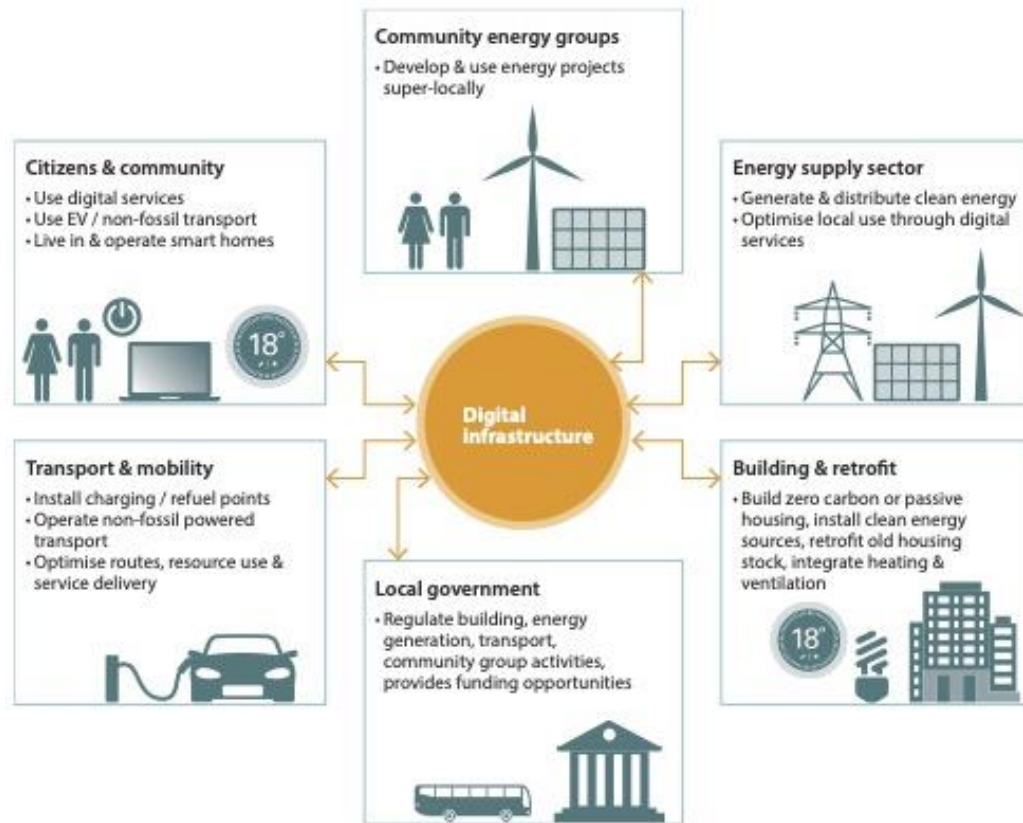 Community energy groups
• Develop & use energy projects
super-locally
Citizens & community
• Use digital services
• Use EV / non-fossil transport
• Live in & operate smart homes
18°
Energy supply sector
• Generate & distribute clean energy
• Optimise local use through digital
services
Digital
infrastructure
Transport & mobility
• Install charging / refuel points
• Operate non-fossil powered
transport
• Optimise routes, resource use &
service delivery
Local government
• Regulate building, energy
generation, transport,
community group activities,
provides funding opportunities
Building & retrofit
• Build zero carbon or passive
housing, install clean energy
sources, retrofit old housing
stock, integrate heating &
ventilation
18°